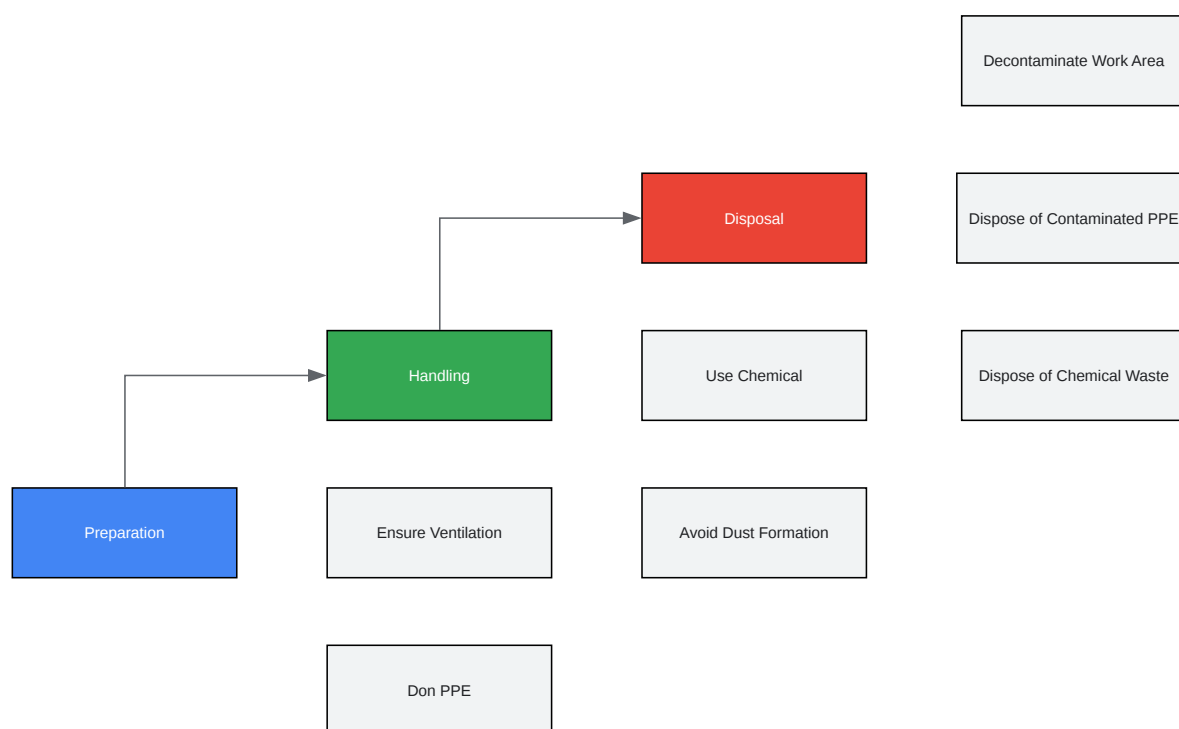 Decontaminate Work Area
Disposal
Dispose of Contaminated PPE
Handling
Use Chemical
Dispose of Chemical Waste
Preparation
Ensure Ventilation
Avoid Dust Formation
Don PPE